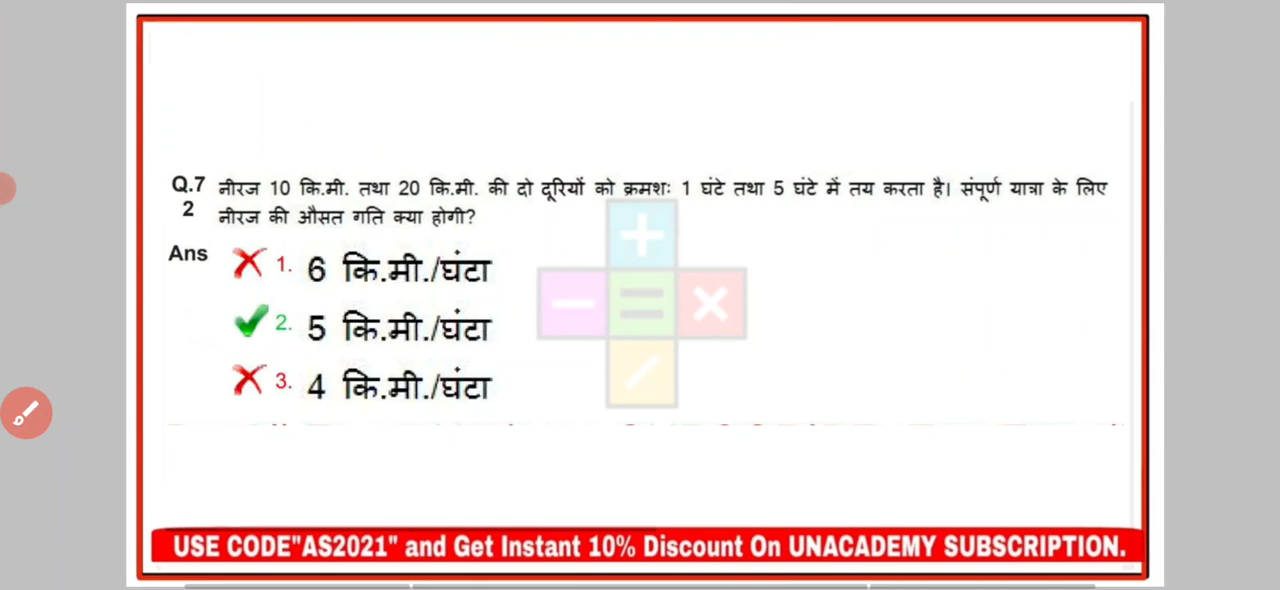 Q.7 नीरज 10 कि.मी. तथा 20 कि.मी. की दो दूरियों को क्रमशः 1 घंटे तथा 5 घंटे में तय करता है। संपूर्ण यात्रा के लिए
2 नीरज की औसत गति क्या होगी?
Ans
1. 6 कि.मी./घंटा
2. 5 कि.मी./घंटा
3. 4 कि.मी./घंटा
USE CODE"AS2021" and Get Instant 10% Discount On UNACADEMY SUBSCRIPTION.